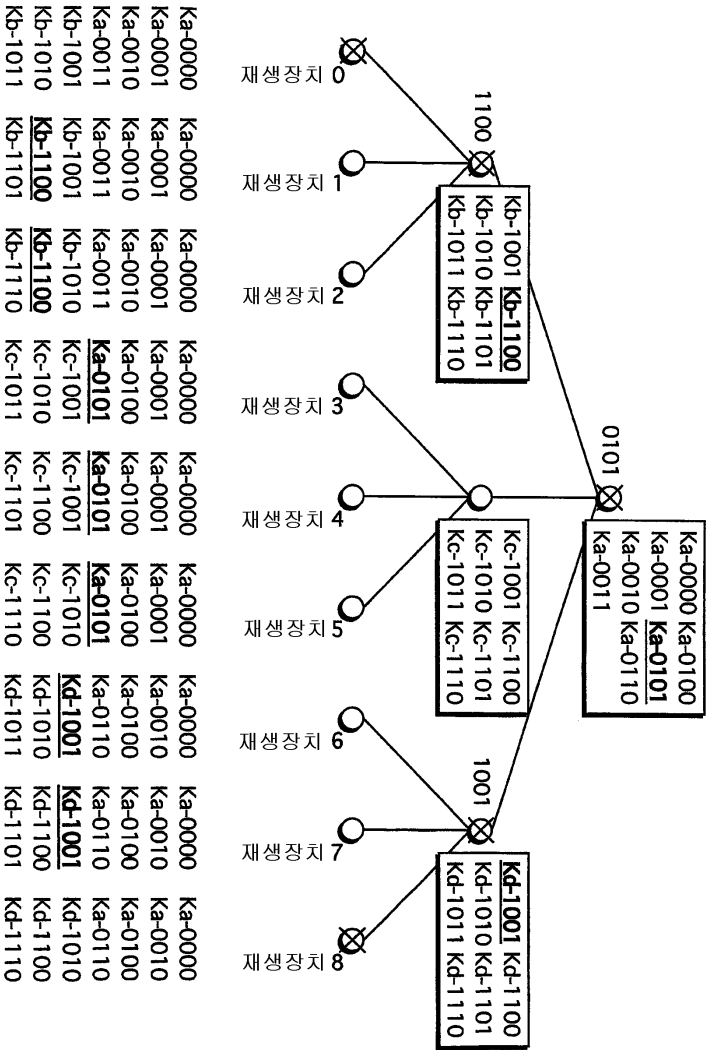 0101
Ka-0000 Ka-0100
Ka-0001 Ka-0101
Ka-0010 Ka-0110
Ka-0011
1100
Kb-1001 Kb-1100
Kb-1010 Kb-1101
Kb-1011 Kb-1110
Kc-1001 Kc-1100
Kc-1010 Kc-1101
Kc-1011 Kc-1110
1001
Kd-1001 Kd-1100
Kd-1010 Kd-1101
Kd-1011 Kd-1110
재생장치 0
재생장치 1
재생장치 2
재생장치 3
재생장치 4
재생장치 5
재생장치 6
재생장치 7
재생장치 8
Ka-0000 Ka-0000 Ka-0000 Ka-0000 Ka-0000 Ka-0000 Ka-0000 Ka-0000 Ka-0000
Ka-0001 Ka-0001 Ka-0001 Ka-0001 Ka-0001 Ka-0001 Ka-0010 Ka-0010 Ka-0010
Ka-0010 Ka-0010 Ka-0010 Ka-0100 Ka-0100 Ka-0100 Ka-0100 Ka-0100 Ka-0100
Ka-0011 Ka-0011 Ka-0011 Ka-0101 Ka-0101 Ka-0101 Ka-0110 Ka-0110 Ka-0110
Kb-1001 Kb-1001 Kb-1010 Kc-1001 Kc-1001 Kc-1010 Kd-1001 Kd-1001 Kd-1010
Kb-1010 Kb-1100 Kb-1100 Kc-1010 Kc-1100 Kc-1100 Kd-1010 Kd-1100 Kd-1100
Kb-1011 Kb-1101 Kb-1110 Kc-1011 Kc-1101 Kc-1110 Kd-1011 Kd-1101 Kd-1110